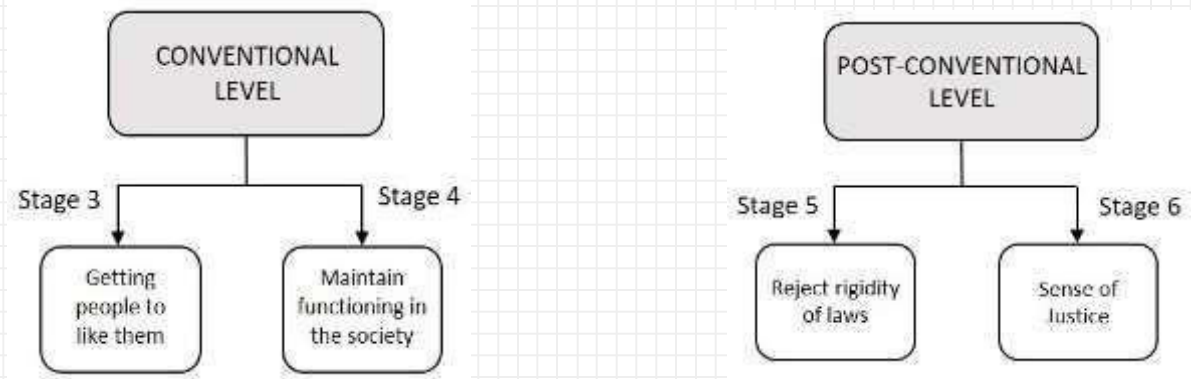 CONVENTIONAL
LEVEL
Stage 3
Stage 4
Getting
people to
like them
Maintain
functioning in
the society
POST-CONVENTIONAL
LEVEL
Stage 5
Stage 6
Reject rigidity
of laws
Sense of
Justice